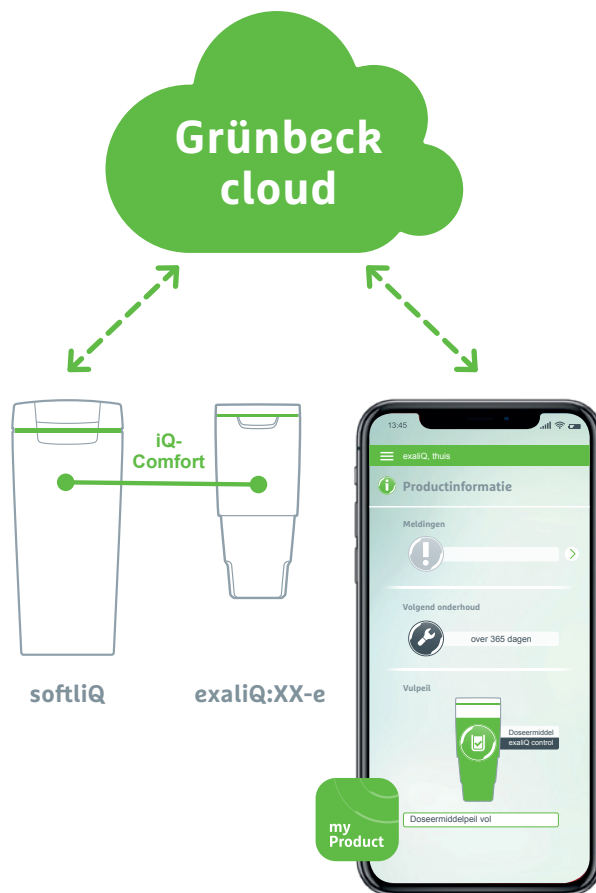 Grünbeck
cloud
iQ-
Comfort
softliQ
exaliQ:XX-e
13:45
exaliQ, thuis
Productinformatie
Meldingen
Volgend onderhoud
over 365 dagen
Vulpeil
Doseermiddel
exaliQ control
Doseermiddelpeil vol
my
Product